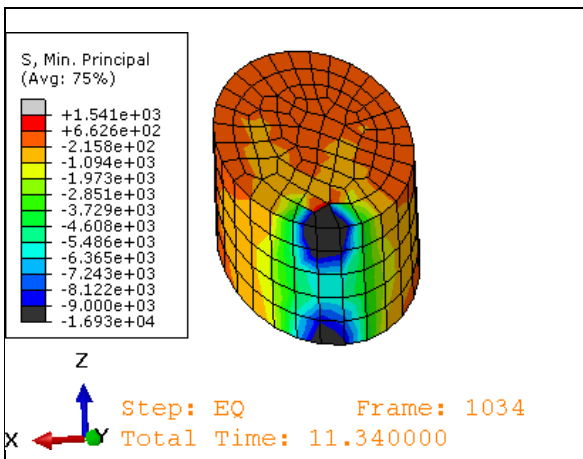 S, Min. Principal
(Avg: 75%)
+1.541e+03
+6.626e+02
-2.158e+02
-1.094e+03
-1.973e+03
-2.851e+03
-3.729e+03
-4.608e+03
-5.486e+03
-6.365e+03
-7.243e+03
-8.122e+03
-9.000e+03
-1.693e+04
Z
X
Y
Step: EQ Frame: 1034
Total Time: 11.340000